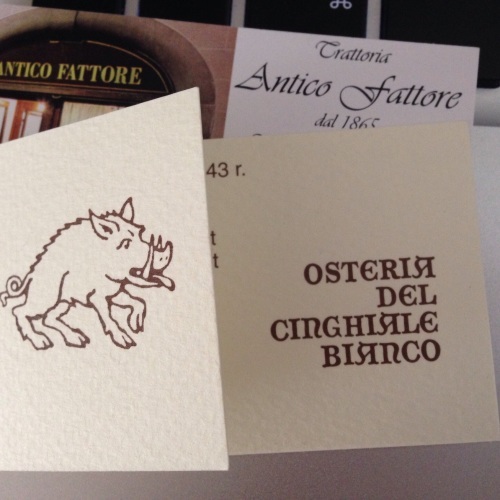 ANTICO FATTORE
Trattoria
Antico Fattore
dal 1865
43 r.
t
t
OSTERIA
DEL
CINGHIALE
BIANCO
⌘